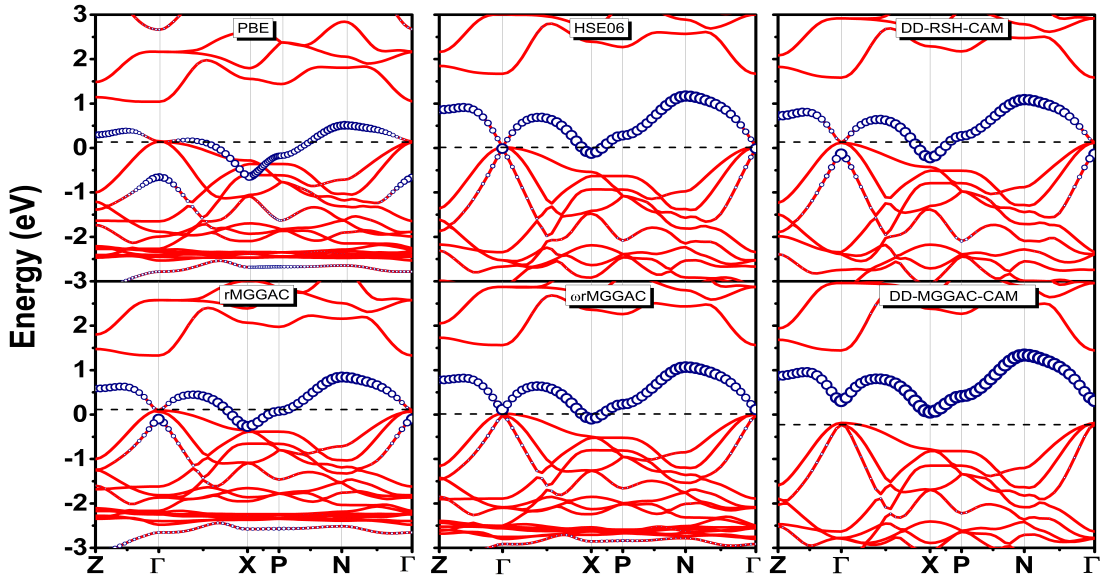 PBE
HSE06
DD-RSH-CAM
3
2
1
0
-1
-2
-3
Energy (eV)
rMGGAC
ωrMGGAC
DD-MGGAC-CAM
2
1
0
-1
-2
-3
Z Γ X P N Γ
Z Γ X P N Γ
Z Γ X P N Γ